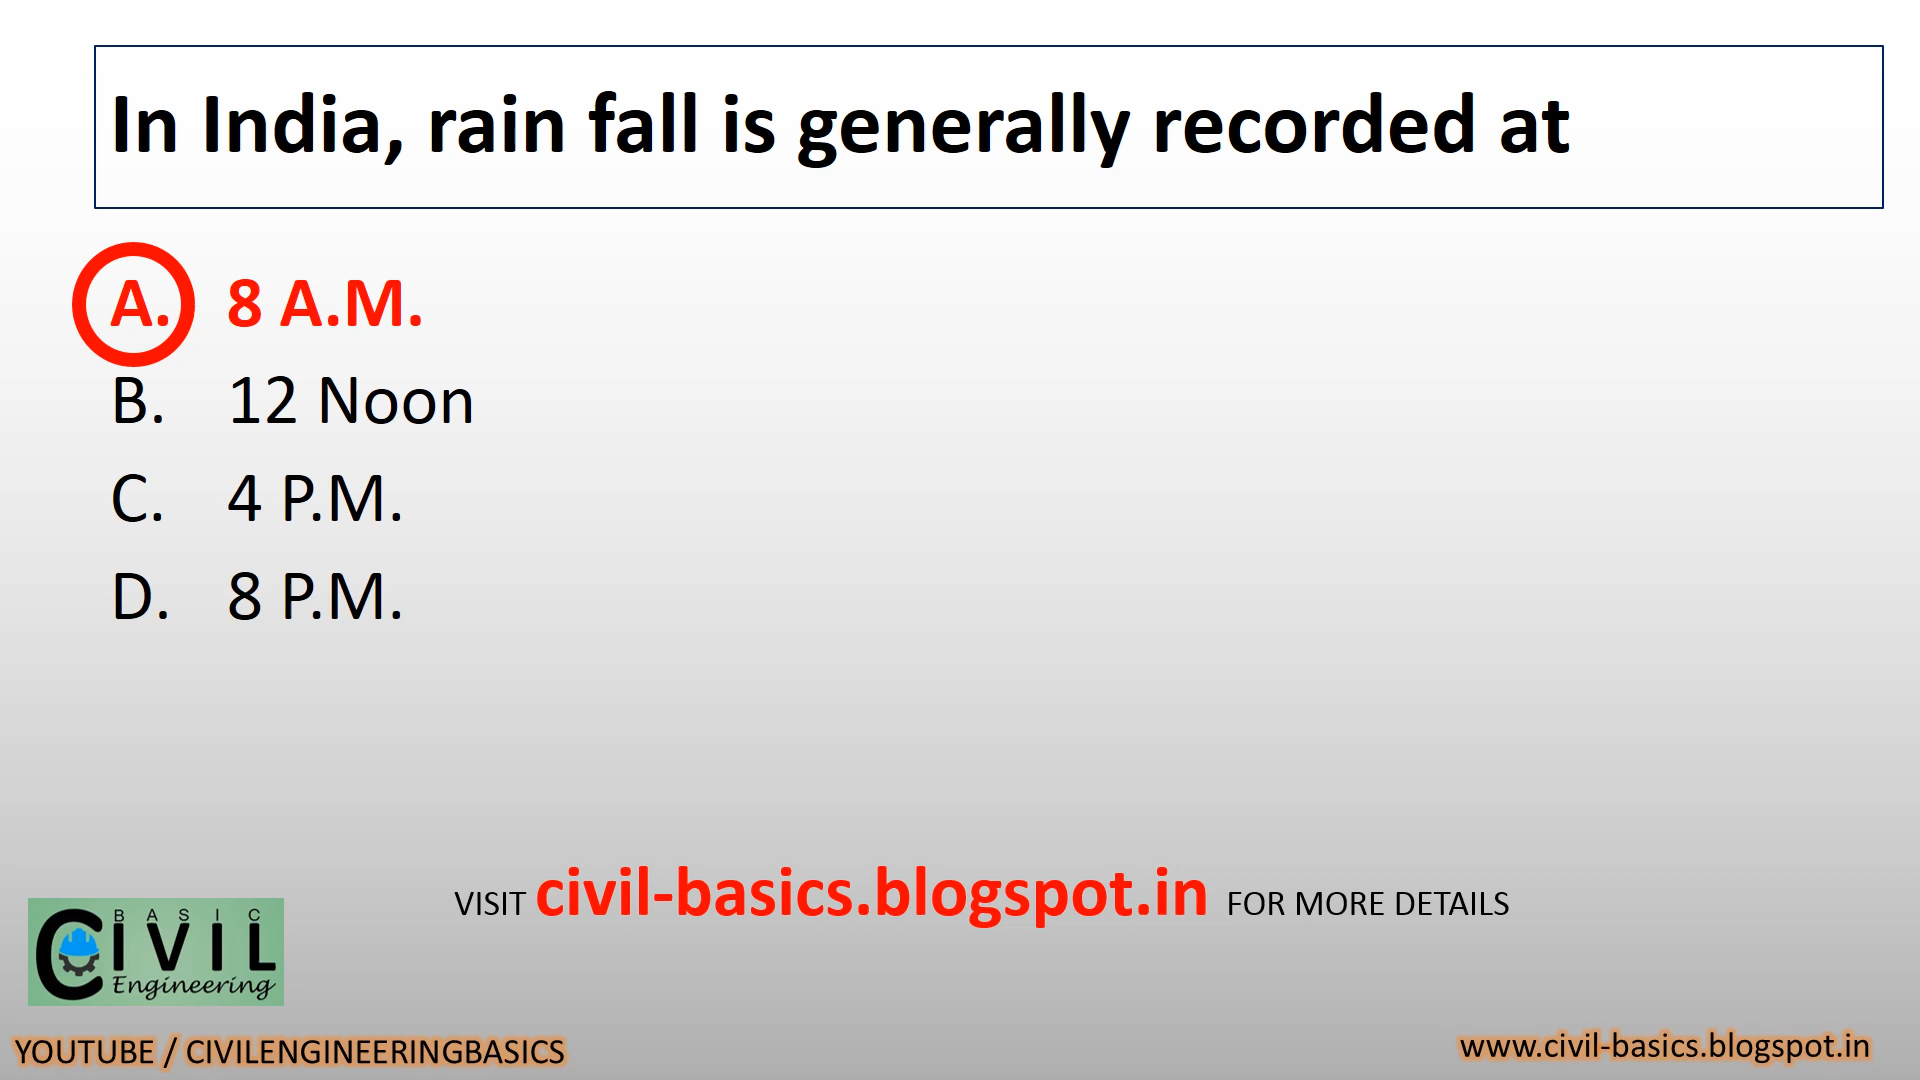 In India, rain fall is generally recorded at
A. 8 A.M.
B. 12 Noon
C. 4 P.M.
D. 8 P.M.
VISIT civil-basics.blogspot.in FOR MORE DETAILS
BASIC
CIVIL
Engineering
YOUTUBE / CIVILENGINEERINGBASICS
www.civil-basics.blogspot.in